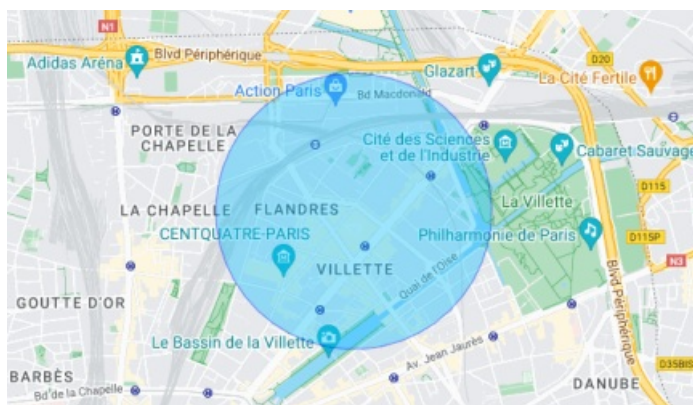 N1
Adidas Aréna
Blvd Périphérique
Glazart
D20
La Cité Fertile
Action Paris
Bd Macdonald
PORTE DE LA
CHAPELLE
Cité des Sciences
et de l'Industrie
Cabaret Sauvage
D115
La Villette
LA CHAPELLE
FLANDRES
CENTQUATRE-PARIS
Philharmonie de Paris
D115P
N3
VILLETTE
Quai de l'Oise
Blvd Périphérique
GOUTTE D'OR
Le Bassin de la Villette
Av. Jean Jaurès
D35BIS
BARBÈS
Bd de la Chapelle
DANUBE